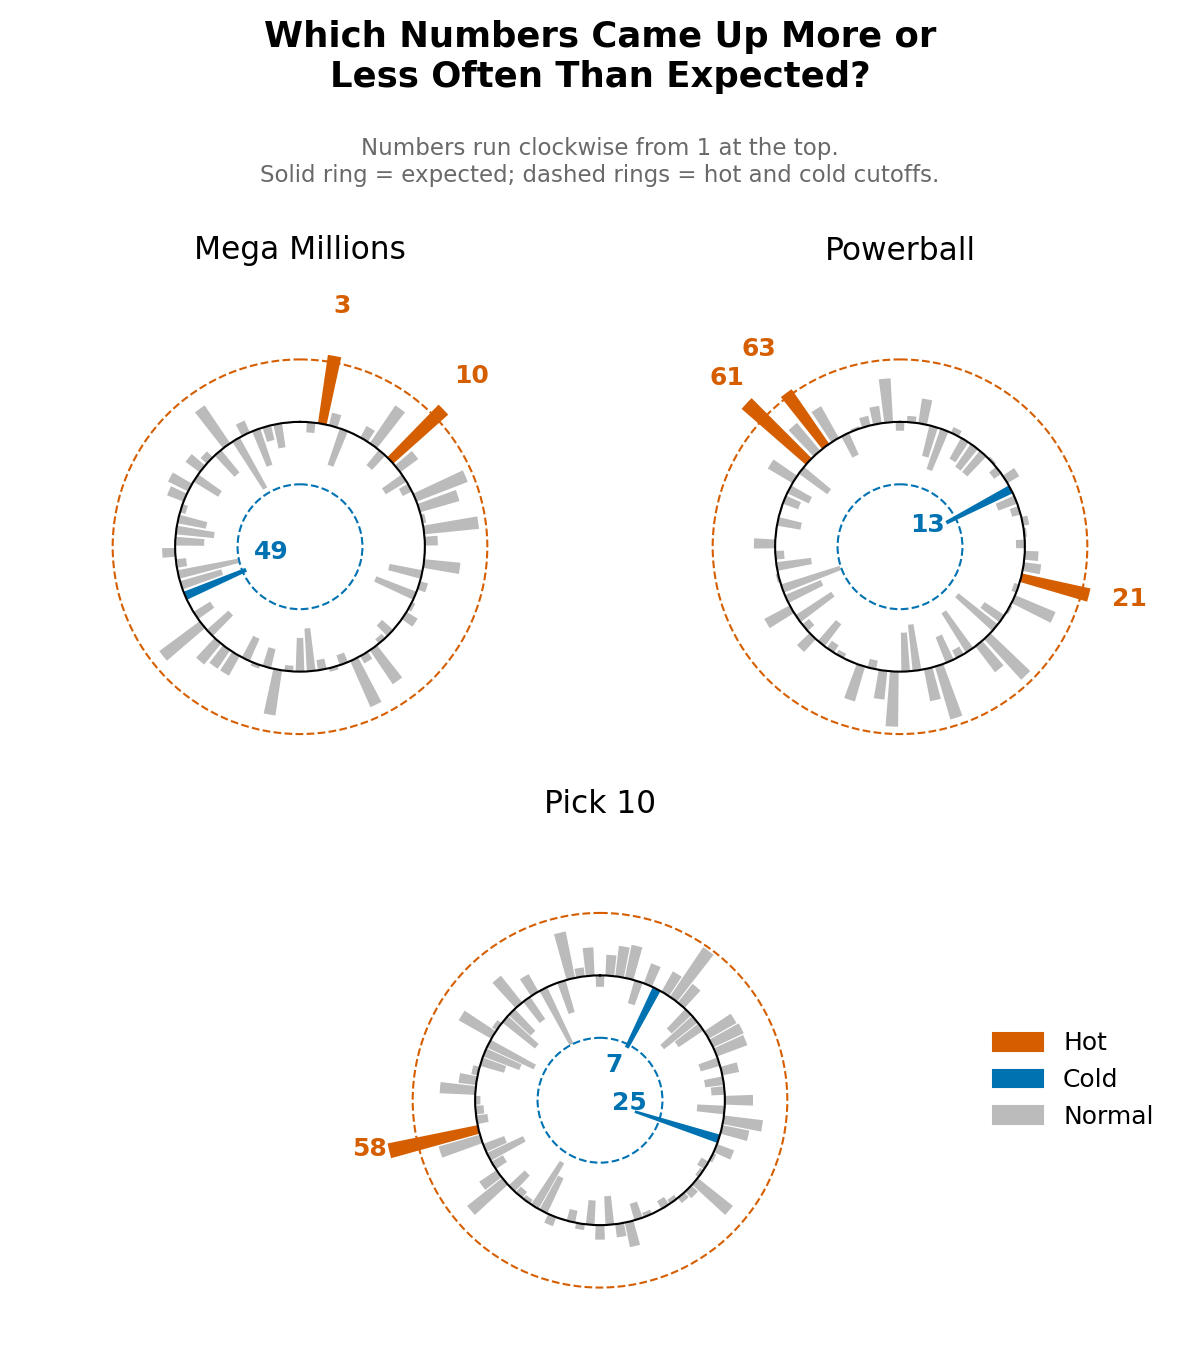 Which Numbers Came Up More or
Less Often Than Expected?
Numbers run clockwise from 1 at the top.
Solid ring = expected; dashed rings = hot and cold cutoffs.
Mega Millions
3
10
49
Powerball
63
61
13
21
Pick 10
7
25
58
Hot
Cold
Normal